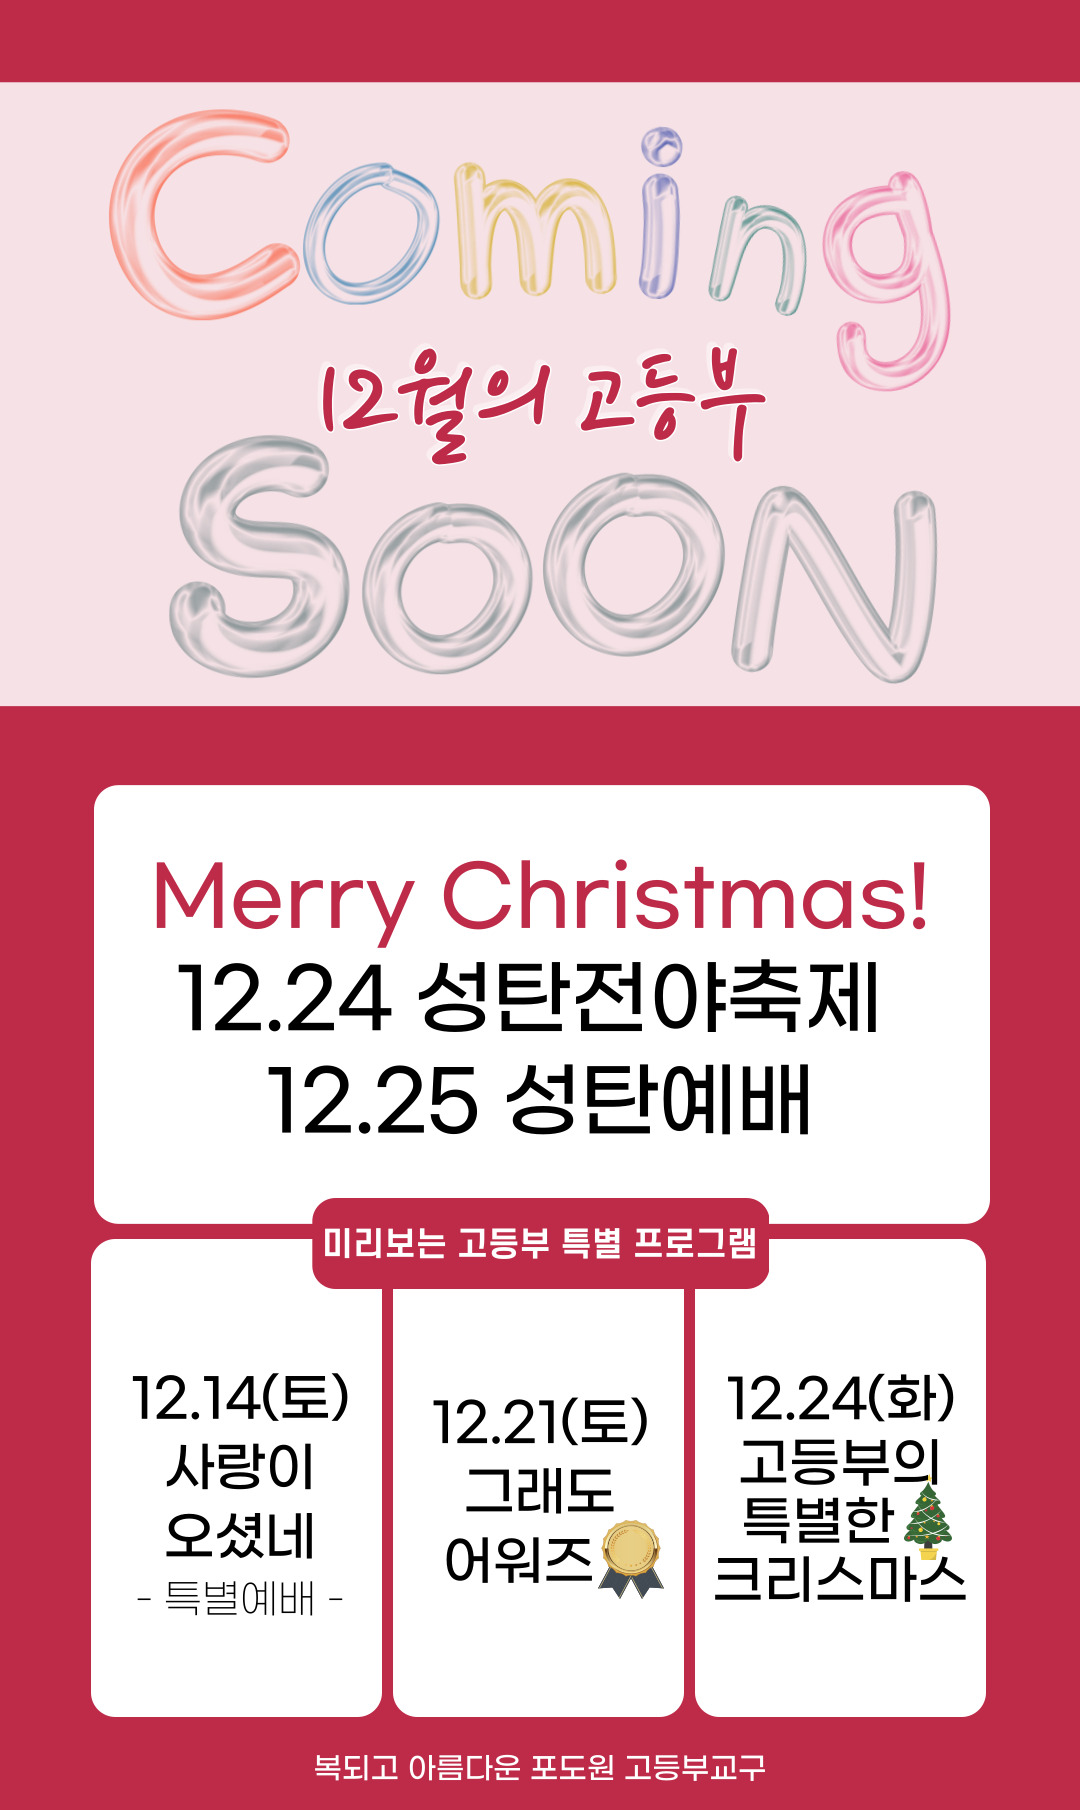 Coming
12월의 고등부
SOON
Merry Christmas!
12.24 성탄전야축제
12.25 성탄예배
미리보는 고등부 특별 프로그램
12.14(토)
사랑이
오셨네
- 특별예배 -
12.21(토)
그래도
어워즈
12.24(화)
고등부의
특별한
크리스마스
복되고 아름다운 포도원 고등부교구